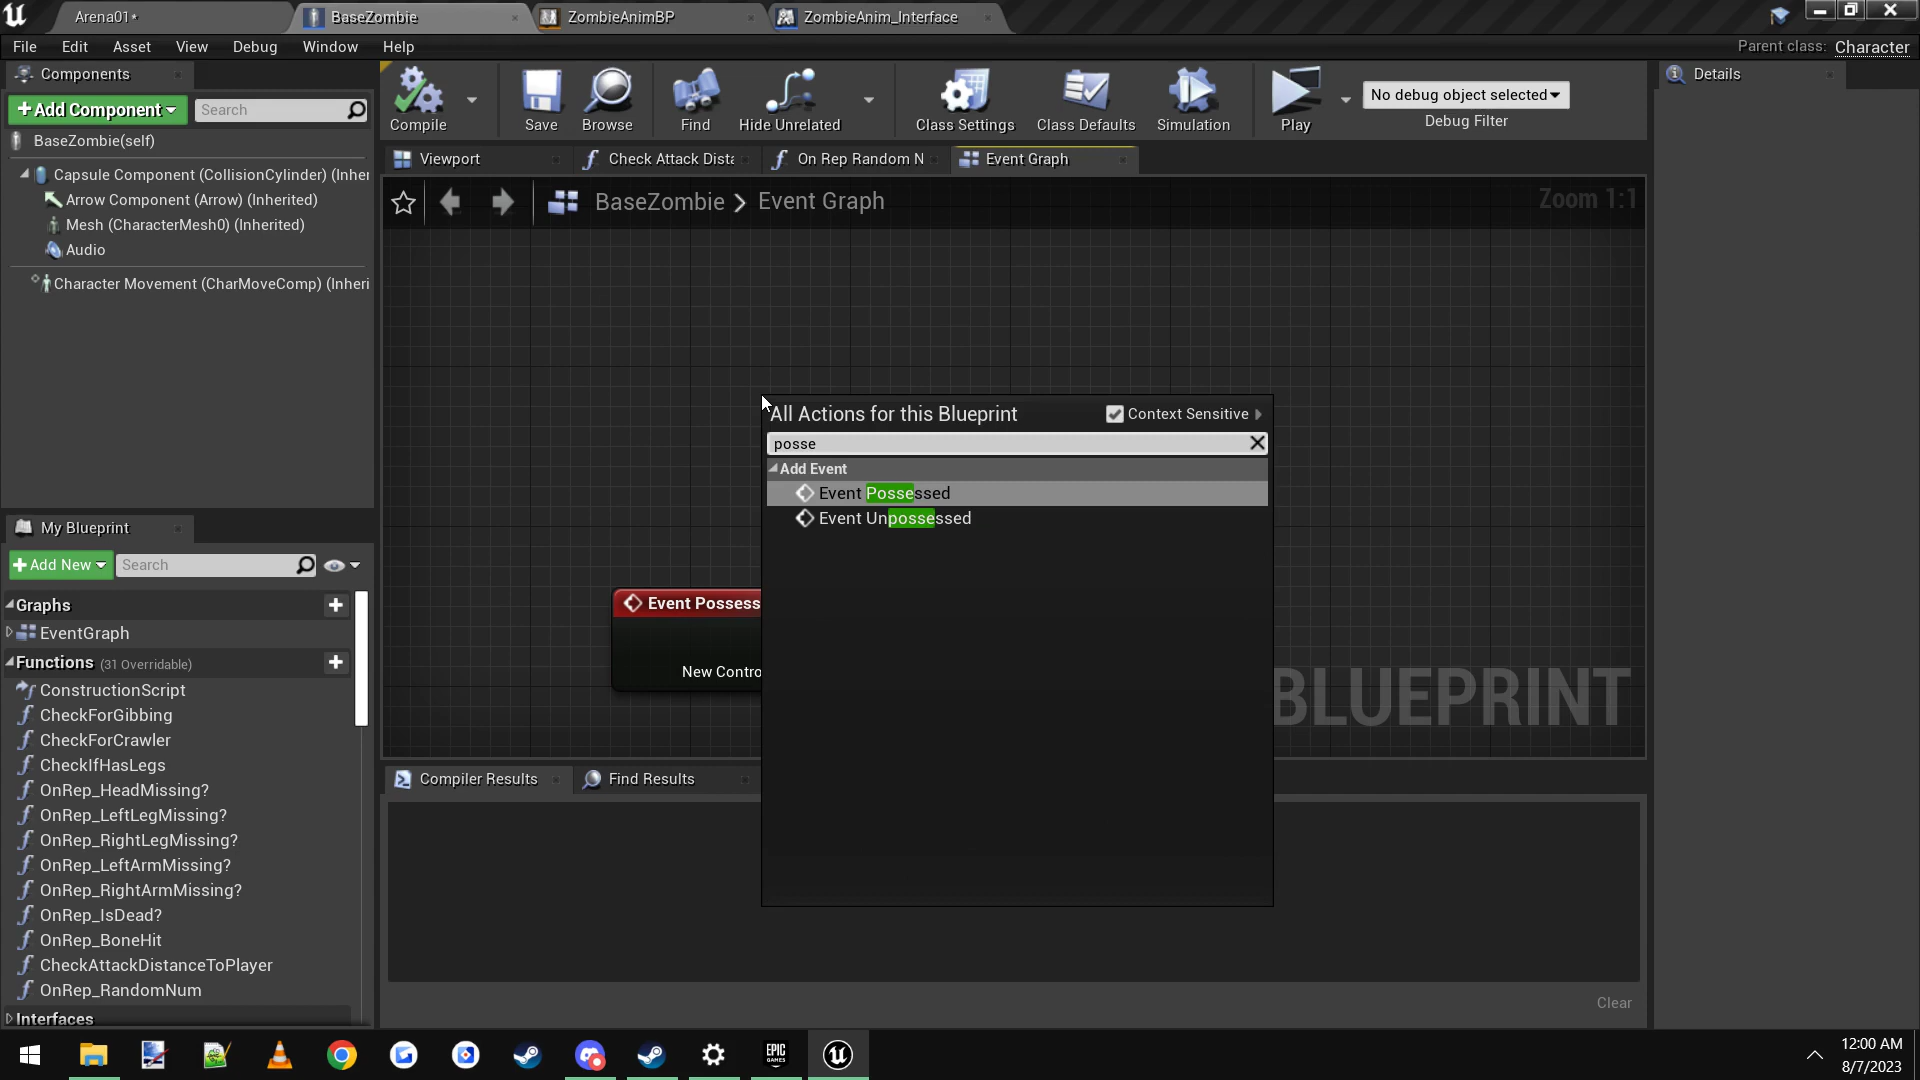 Arena01*
BaseZombie
ZombieAnimBP
ZombieAnim_Interface
File
Edit
Asset
View
Debug
Window
Help
Parent class: Character
Components
Details
+Add Component
Search
Compile
Save
Browse
Find
Hide Unrelated
Class Settings
Class Defaults
Simulation
Play
No debug object selected
Debug Filter
BaseZombie(self)
Viewport
Check Attack Dista
On Rep Random N
Event Graph
Capsule Component (CollisionCylinder) (Inher
Arrow Component (Arrow) (Inherited)
Mesh (CharacterMesh0) (Inherited)
Audio
Character Movement (CharMoveComp) (Inheri
BaseZombie
Event Graph
Zoom 1:1
All Actions for this Blueprint
Context Sensitive
posse
Add Event
Event Possessed
Event Unpossessed
Event Possess
New Contro
BLUEPRINT
My Blueprint
+Add New
Search
Graphs
EventGraph
Functions (31 Overridable)
ConstructionScript
CheckForGibbing
CheckForCrawler
CheckIfHasLegs
OnRep_HeadMissing?
OnRep_LeftLegMissing?
OnRep_RightLegMissing?
OnRep_LeftArmMissing?
OnRep_RightArmMissing?
OnRep_IsDead?
OnRep_BoneHit
CheckAttackDistanceToPlayer
OnRep_RandomNum
Interfaces
Compiler Results
Find Results
Clear
EPIC
GAMES
12:00 AM
8/7/2023